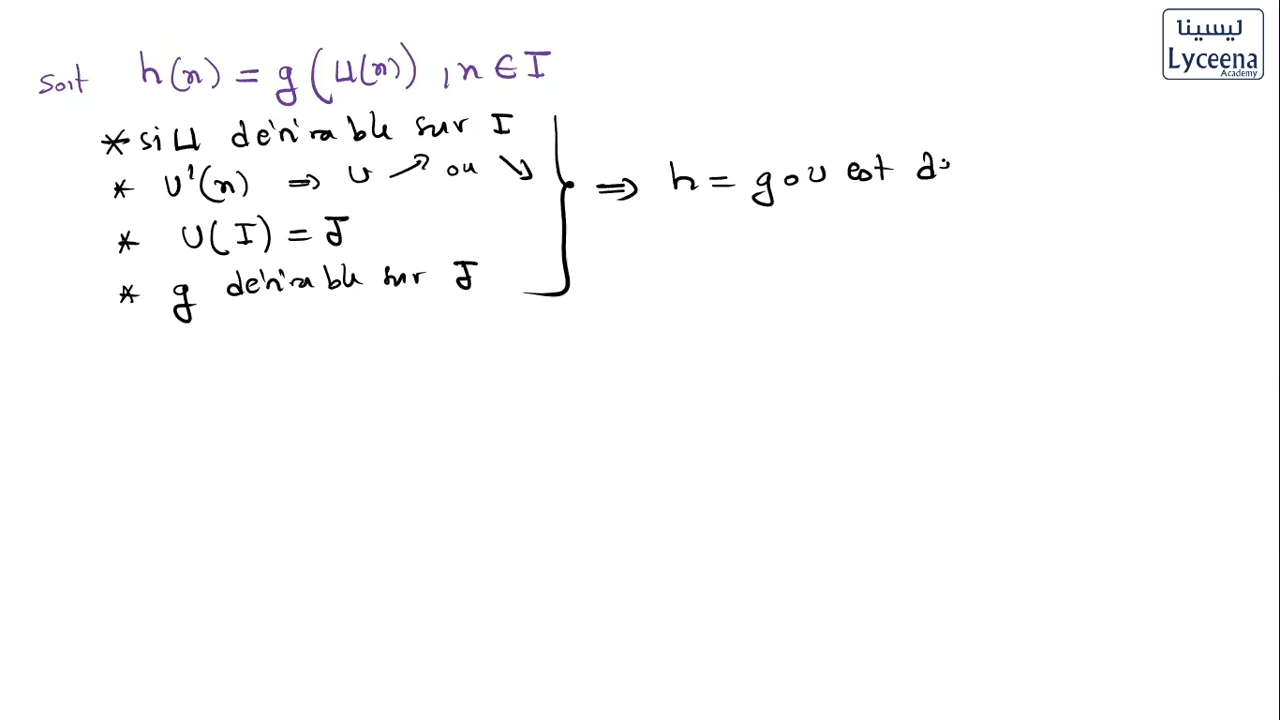 ليسينا
Lyceena
Academy
Soit h(x) = g(U(x)), x ∈ I
* si U dérivable sur I
* U'(x) ⇒ U ↗ ou ↘
* U(I) = J
* g dérivable sur J
⇒ h = g o U est